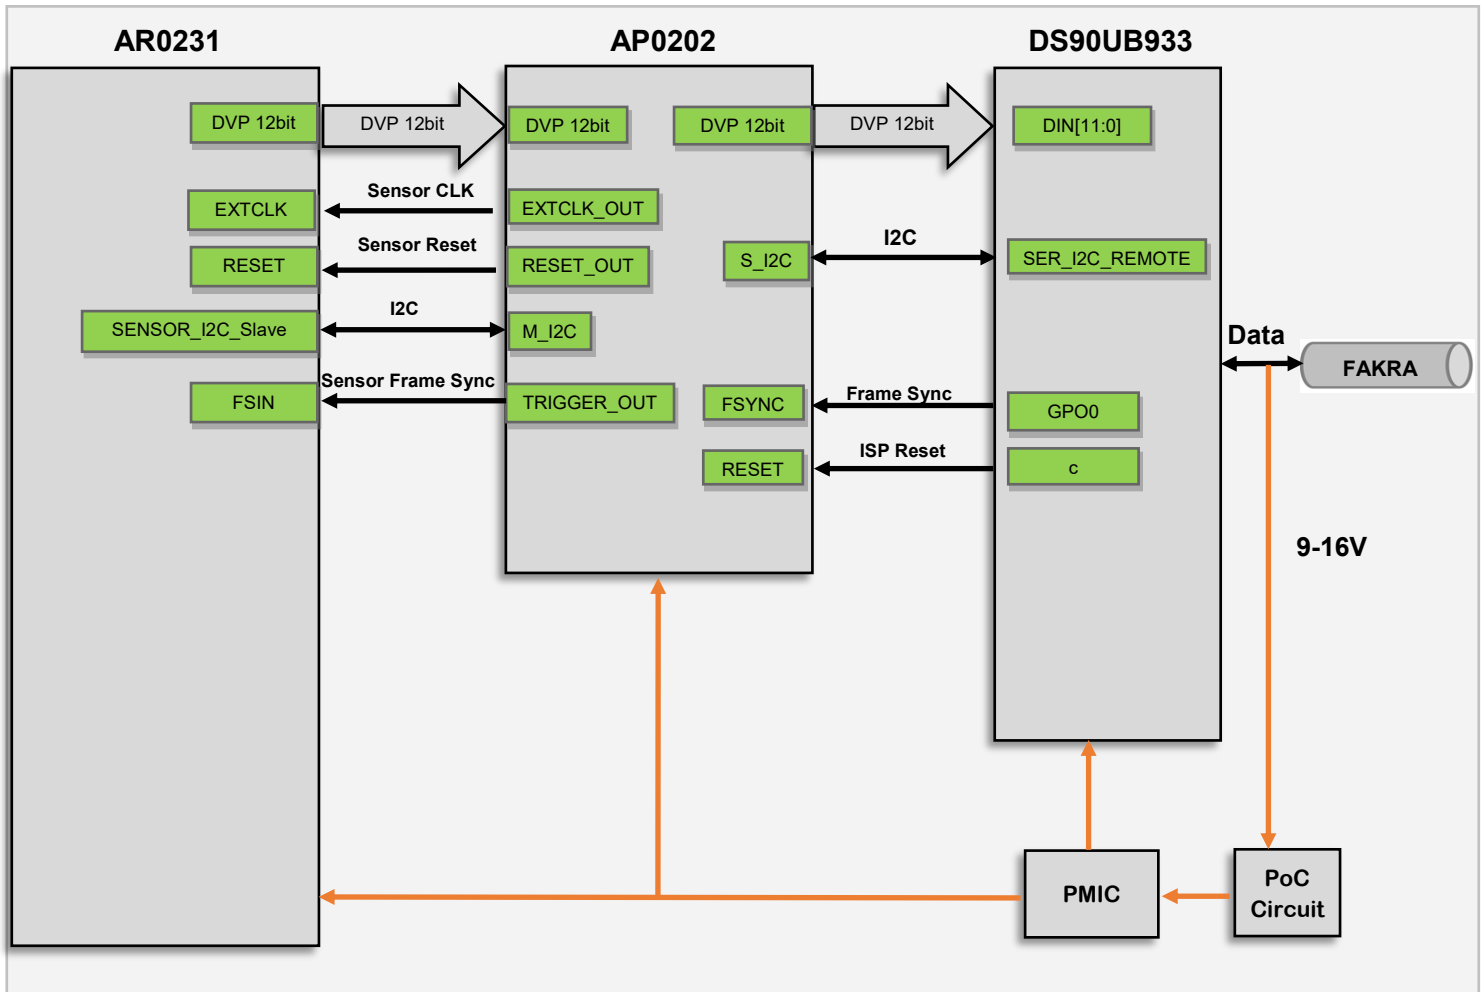 AR0231
AP0202
DS90UB933
DVP 12bit
DVP 12bit
DVP 12bit
DVP 12bit
DVP 12bit
DIN[11:0]
EXTCLK
Sensor CLK
EXTCLK_OUT
RESET
Sensor Reset
RESET_OUT
S_I2C
I2C
SER_I2C_REMOTE
SENSOR_I2C_Slave
I2C
M_I2C
Data
FAKRA
FSIN
Sensor Frame Sync
TRIGGER_OUT
FSYNC
Frame Sync
GPO0
RESET
ISP Reset
c
9-16V
PMIC
PoC
Circuit